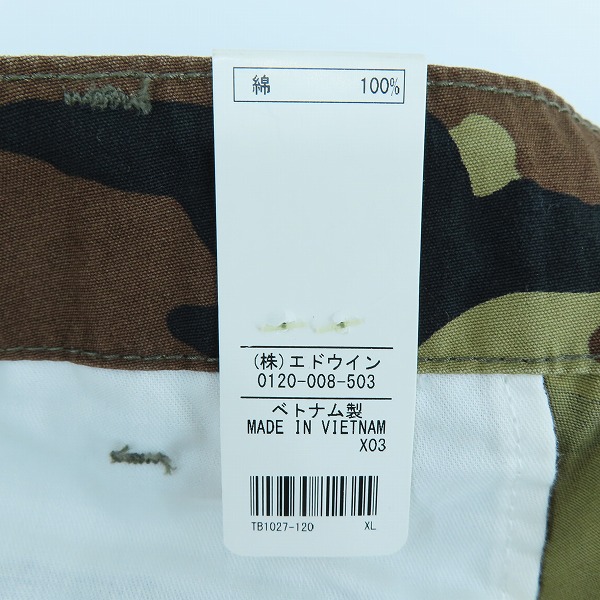 綿 100%
(株)エドウイン
0120-008-503
ベトナム製
MADE IN VIETNAM
X03
TB1027-120 XL